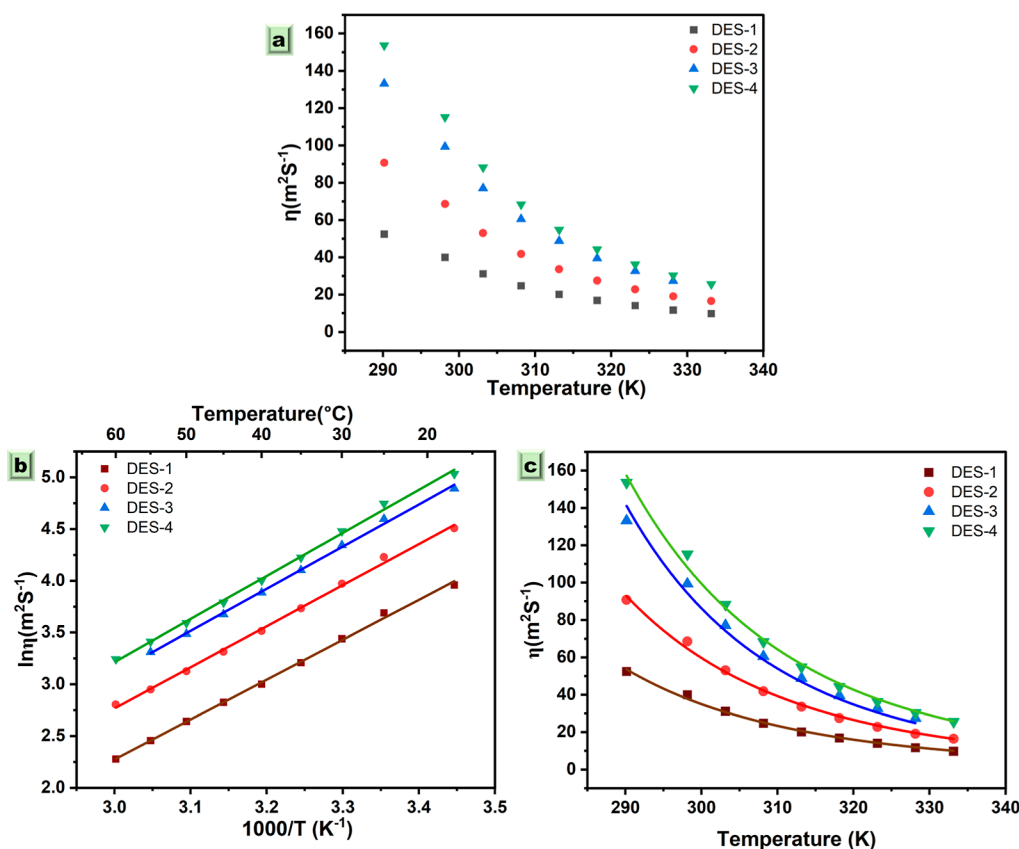 a
160
140
120
100
80
60
40
20
0
η(m²S⁻¹)
DES-1
DES-2
DES-3
DES-4
290 300 310 320 330 340
Temperature (K)
b
Temperature(°C)
60 50 40 30 20
5.0
4.5
4.0
3.5
3.0
2.5
2.0
lnη(m²S⁻¹)
DES-1
DES-2
DES-3
DES-4
3.0 3.1 3.2 3.3 3.4 3.5
1000/T (K⁻¹)
c
160
140
120
100
80
60
40
20
0
η(m²S⁻¹)
DES-1
DES-2
DES-3
DES-4
290 300 310 320 330 340
Temperature (K)